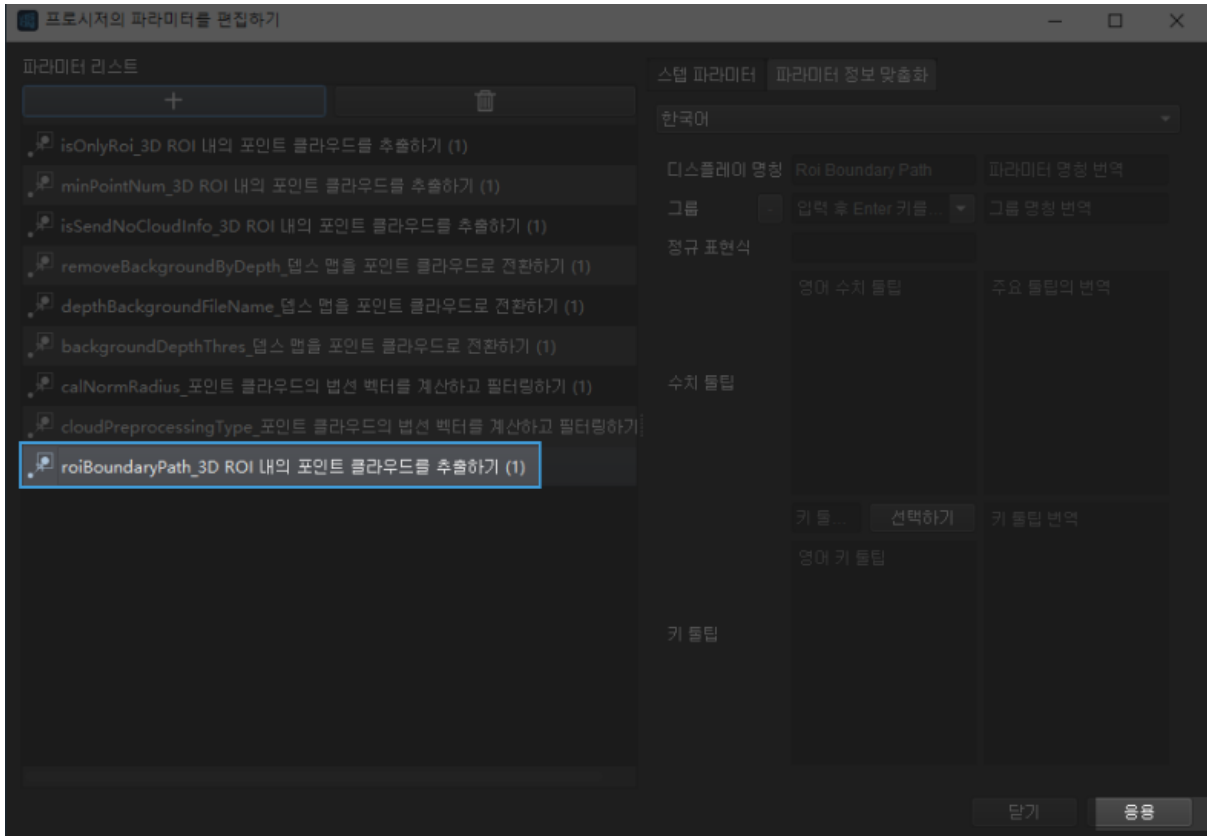 프로시저의 파라미터를 편집하기
파라미터 리스트
isOnlyRoi_3D ROI 내의 포인트 클라우드를 추출하기 (1)
minPointNum_3D ROI 내의 포인트 클라우드를 추출하기 (1)
isSendNoCloudInfo_3D ROI 내의 포인트 클라우드를 추출하기 (1)
removeBackgroundByDepth_뎁스 맵을 포인트 클라우드로 전환하기 (1)
depthBackgroundFileName_뎁스 맵을 포인트 클라우드로 전환하기 (1)
backgroundDepthThres_뎁스 맵을 포인트 클라우드로 전환하기 (1)
calNormRadius_포인트 클라우드의 법선 벡터를 계산하고 필터링하기 (1)
cloudPreprocessingType_포인트 클라우드의 법선 벡터를 계산하고 필터링하기
roiBoundaryPath_3D ROI 내의 포인트 클라우드를 추출하기 (1)
스텝 파라미터 파라미터 정보 맞춤화
한국어
디스플레이 명칭 Roi Boundary Path 파라미터 명칭 번역
그룹 - 입력 후 Enter 키를... 그룹 명칭 번역
정규 표현식
영어 수치 툴팁 주요 툴팁의 번역
수치 툴팁
키 툴... 선택하기 키 툴팁 번역
영어 키 툴팁
키 툴팁
닫기 응용